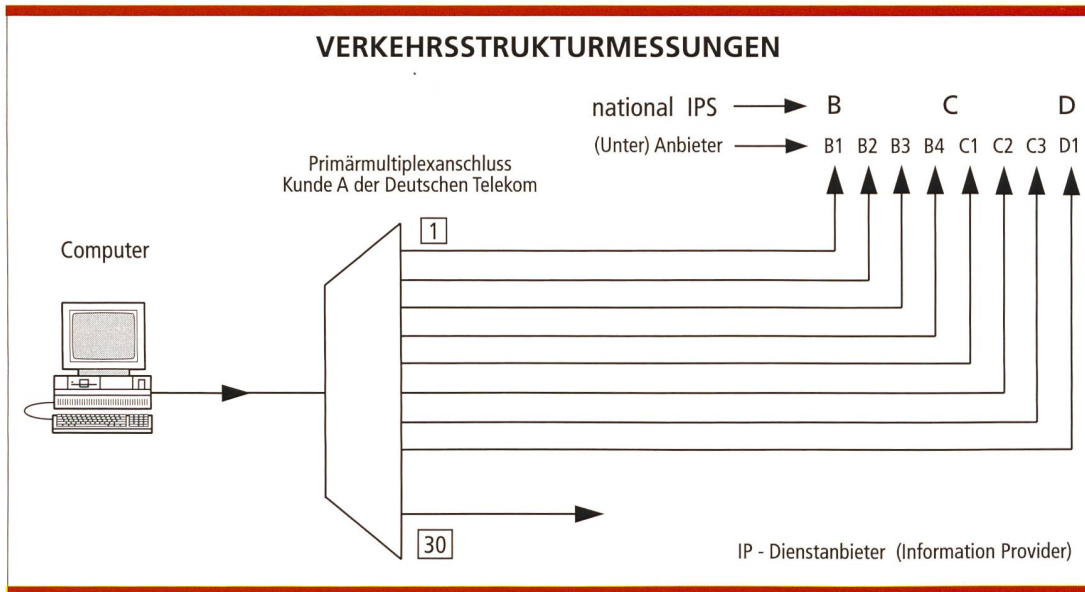 VERKEHRSSTRUKTURMESSUNGEN
national IPS B C D
(Unter) Anbieter B1 B2 B3 B4 C1 C2 C3 D1
Primärmultiplexanschluss
Kunde A der Deutschen Telekom
1
Computer
30
IP - Dienstanbieter (Information Provider)